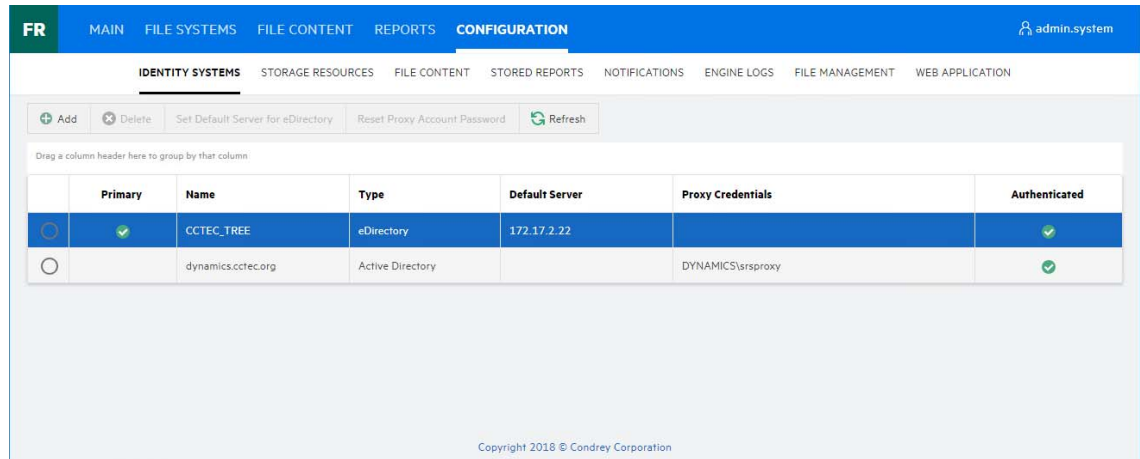 FR MAIN FILE SYSTEMS FILE CONTENT REPORTS CONFIGURATION admin.system
IDENTITY SYSTEMS STORAGE RESOURCES FILE CONTENT STORED REPORTS NOTIFICATIONS ENGINE LOGS FILE MANAGEMENT WEB APPLICATION
Add Delete Set Default Server for eDirectory Reset Proxy Account Password Refresh
Drag a column header here to group by that column
Primary Name Type Default Server Proxy Credentials Authenticated
CCTEC_TREE eDirectory 172.17.2.22
dynamics.cctec.org Active Directory DYNAMICS\srsproxy
Copyright 2018 © Condrey Corporation